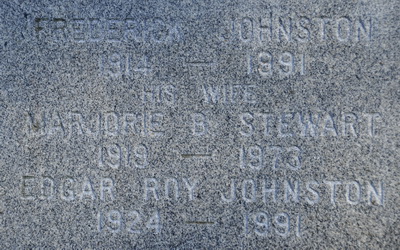 FREDERICK JOHNSTON
1914 — 1991
HIS WIFE
MARJORIE B. STEWART
1919 — 1973
EDGAR ROY JOHNSTON
1924 — 1991